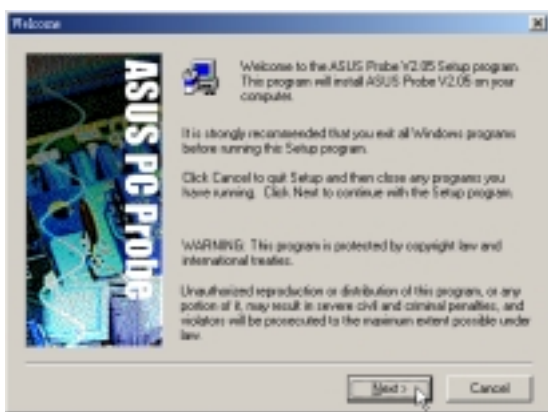 Welcome
ASUS PC Probe
Welcome to the ASUS Probe V2.05 Setup program.
This program will install ASUS Probe V2.05 on your
computer.
It is strongly recommended that you exit all Windows programs
before running this Setup program.
Click Cancel to quit Setup and then close any programs you
have running. Click Next to continue with the Setup program.
WARNING: This program is protected by copyright law and
international treaties.
Unauthorized reproduction or distribution of this program, or any
portion of it, may result in severe civil and criminal penalties, and
violators will be prosecuted to the maximum extent possible under
law.
Next >
Cancel